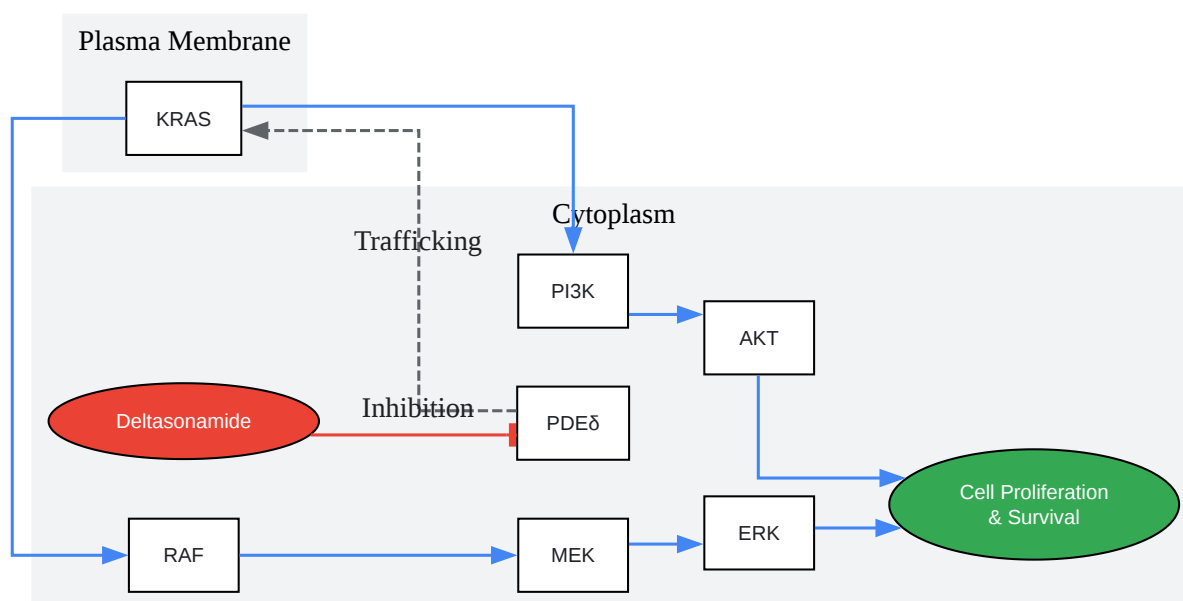 Plasma Membrane
KRAS
Cytoplasm
Trafficking
PI3K
AKT
Inhibition
Deltasonamide
PDEδ
Cell Proliferation
& Survival
RAF
MEK
ERK